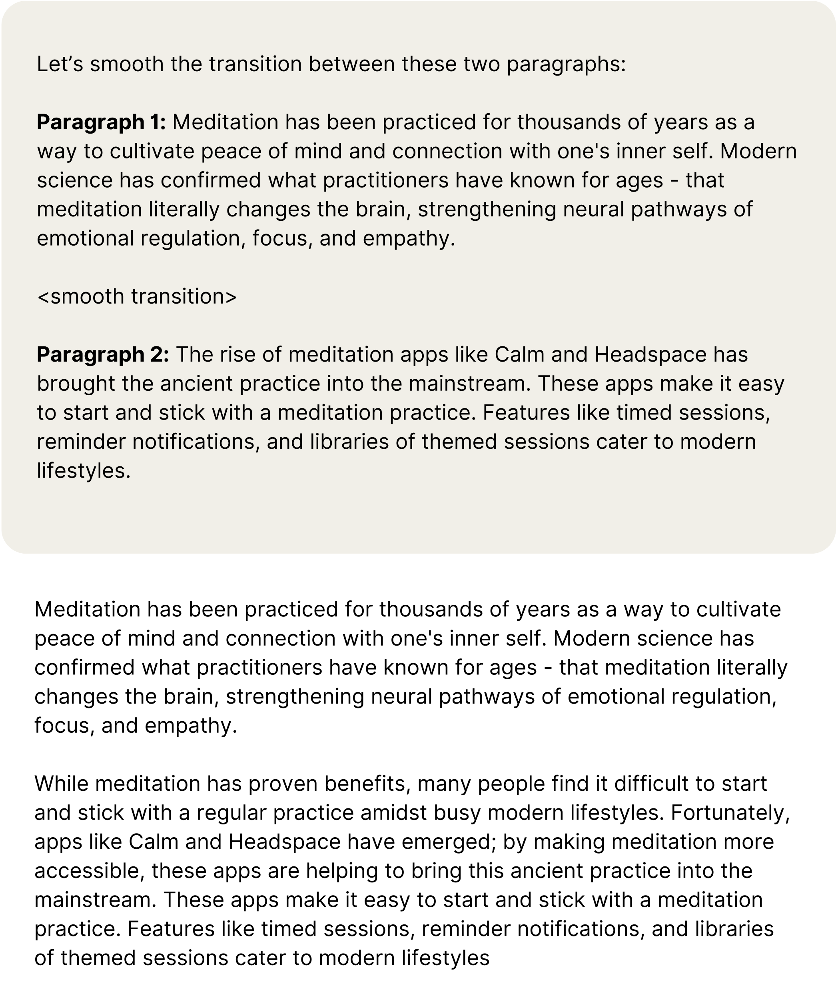 Let’s smooth the transition between these two paragraphs:
Paragraph 1: Meditation has been practiced for thousands of years as a
way to cultivate peace of mind and connection with one's inner self. Modern
science has confirmed what practitioners have known for ages - that
meditation literally changes the brain, strengthening neural pathways of
emotional regulation, focus, and empathy.
<smooth transition>
Paragraph 2: The rise of meditation apps like Calm and Headspace has
brought the ancient practice into the mainstream. These apps make it easy
to start and stick with a meditation practice. Features like timed sessions,
reminder notifications, and libraries of themed sessions cater to modern
lifestyles.
Meditation has been practiced for thousands of years as a way to cultivate
peace of mind and connection with one's inner self. Modern science has
confirmed what practitioners have known for ages - that meditation literally
changes the brain, strengthening neural pathways of emotional regulation,
focus, and empathy.
While meditation has proven benefits, many people find it difficult to start
and stick with a regular practice amidst busy modern lifestyles. Fortunately,
apps like Calm and Headspace have emerged; by making meditation more
accessible, these apps are helping to bring this ancient practice into the
mainstream. These apps make it easy to start and stick with a meditation
practice. Features like timed sessions, reminder notifications, and libraries
of themed sessions cater to modern lifestyles